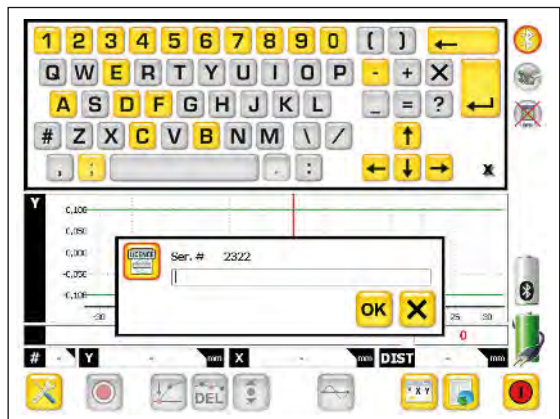 1 2 3 4 5 6 7 8 9 0 ( ) ←
Q W E R T Y U I O P - + X
A S D F G H J K L _ = ? ↵
# Z X C V B N M \ / ↑
, ; . : ← ↓ → x
Y
0,100
0,050
0,000
-0,050
-0,100
LICENCE
Ser. # 2322
OK X
-30 25 30
0
# - Y - mm X - mm DIST - mm
DEL X Y